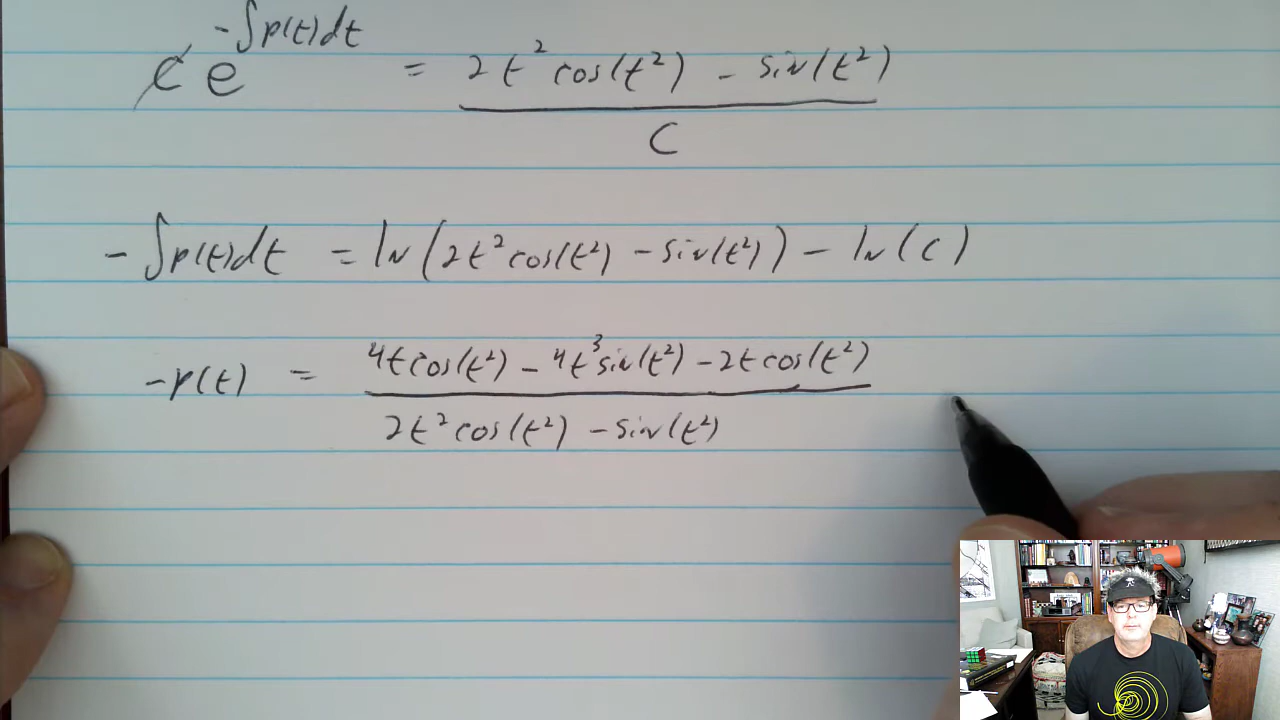 -∫p(t)dt
¢ e = 2t² cos(t²) - sin(t²)
C
-∫p(t)dt = ln(2t² cos(t²) - sin(t²)) - ln(c)
-p(t) = 4t cos(t²) - 4t³ sin(t²) - 2t cos(t²)
2t² cos(t²) - sin(t²)